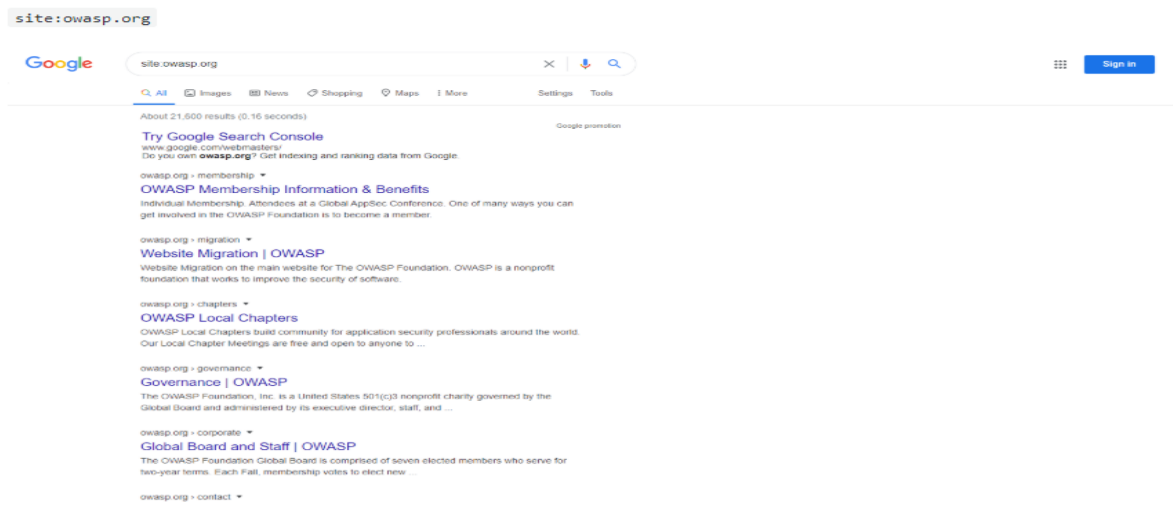 site:owasp.org
Google
site:owasp.org
Sign in
All Images News Shopping Maps More Settings Tools
About 21,600 results (0.16 seconds)
Google promotion
Try Google Search Console
www.google.com/webmasters/
Do you own owasp.org? Get indexing and ranking data from Google.
owasp.org › membership
OWASP Membership Information & Benefits
Individual Membership. Attendees at a Global AppSec Conference. One of many ways you can
get involved in the OWASP Foundation is to become a member.
owasp.org › migration
Website Migration | OWASP
Website Migration on the main website for The OWASP Foundation. OWASP is a nonprofit
foundation that works to improve the security of software.
owasp.org › chapters
OWASP Local Chapters
OWASP Local Chapters build community for application security professionals around the world.
Our Local Chapter Meetings are free and open to anyone to ...
owasp.org › governance
Governance | OWASP
The OWASP Foundation, Inc. is a United States 501(c)3 nonprofit charity governed by the
Global Board and administered by its executive director, staff, and ...
owasp.org › corporate
Global Board and Staff | OWASP
The OWASP Foundation Global Board is comprised of seven elected members who serve for
two-year terms. Each Fall, membership votes to elect new ...
owasp.org › contact